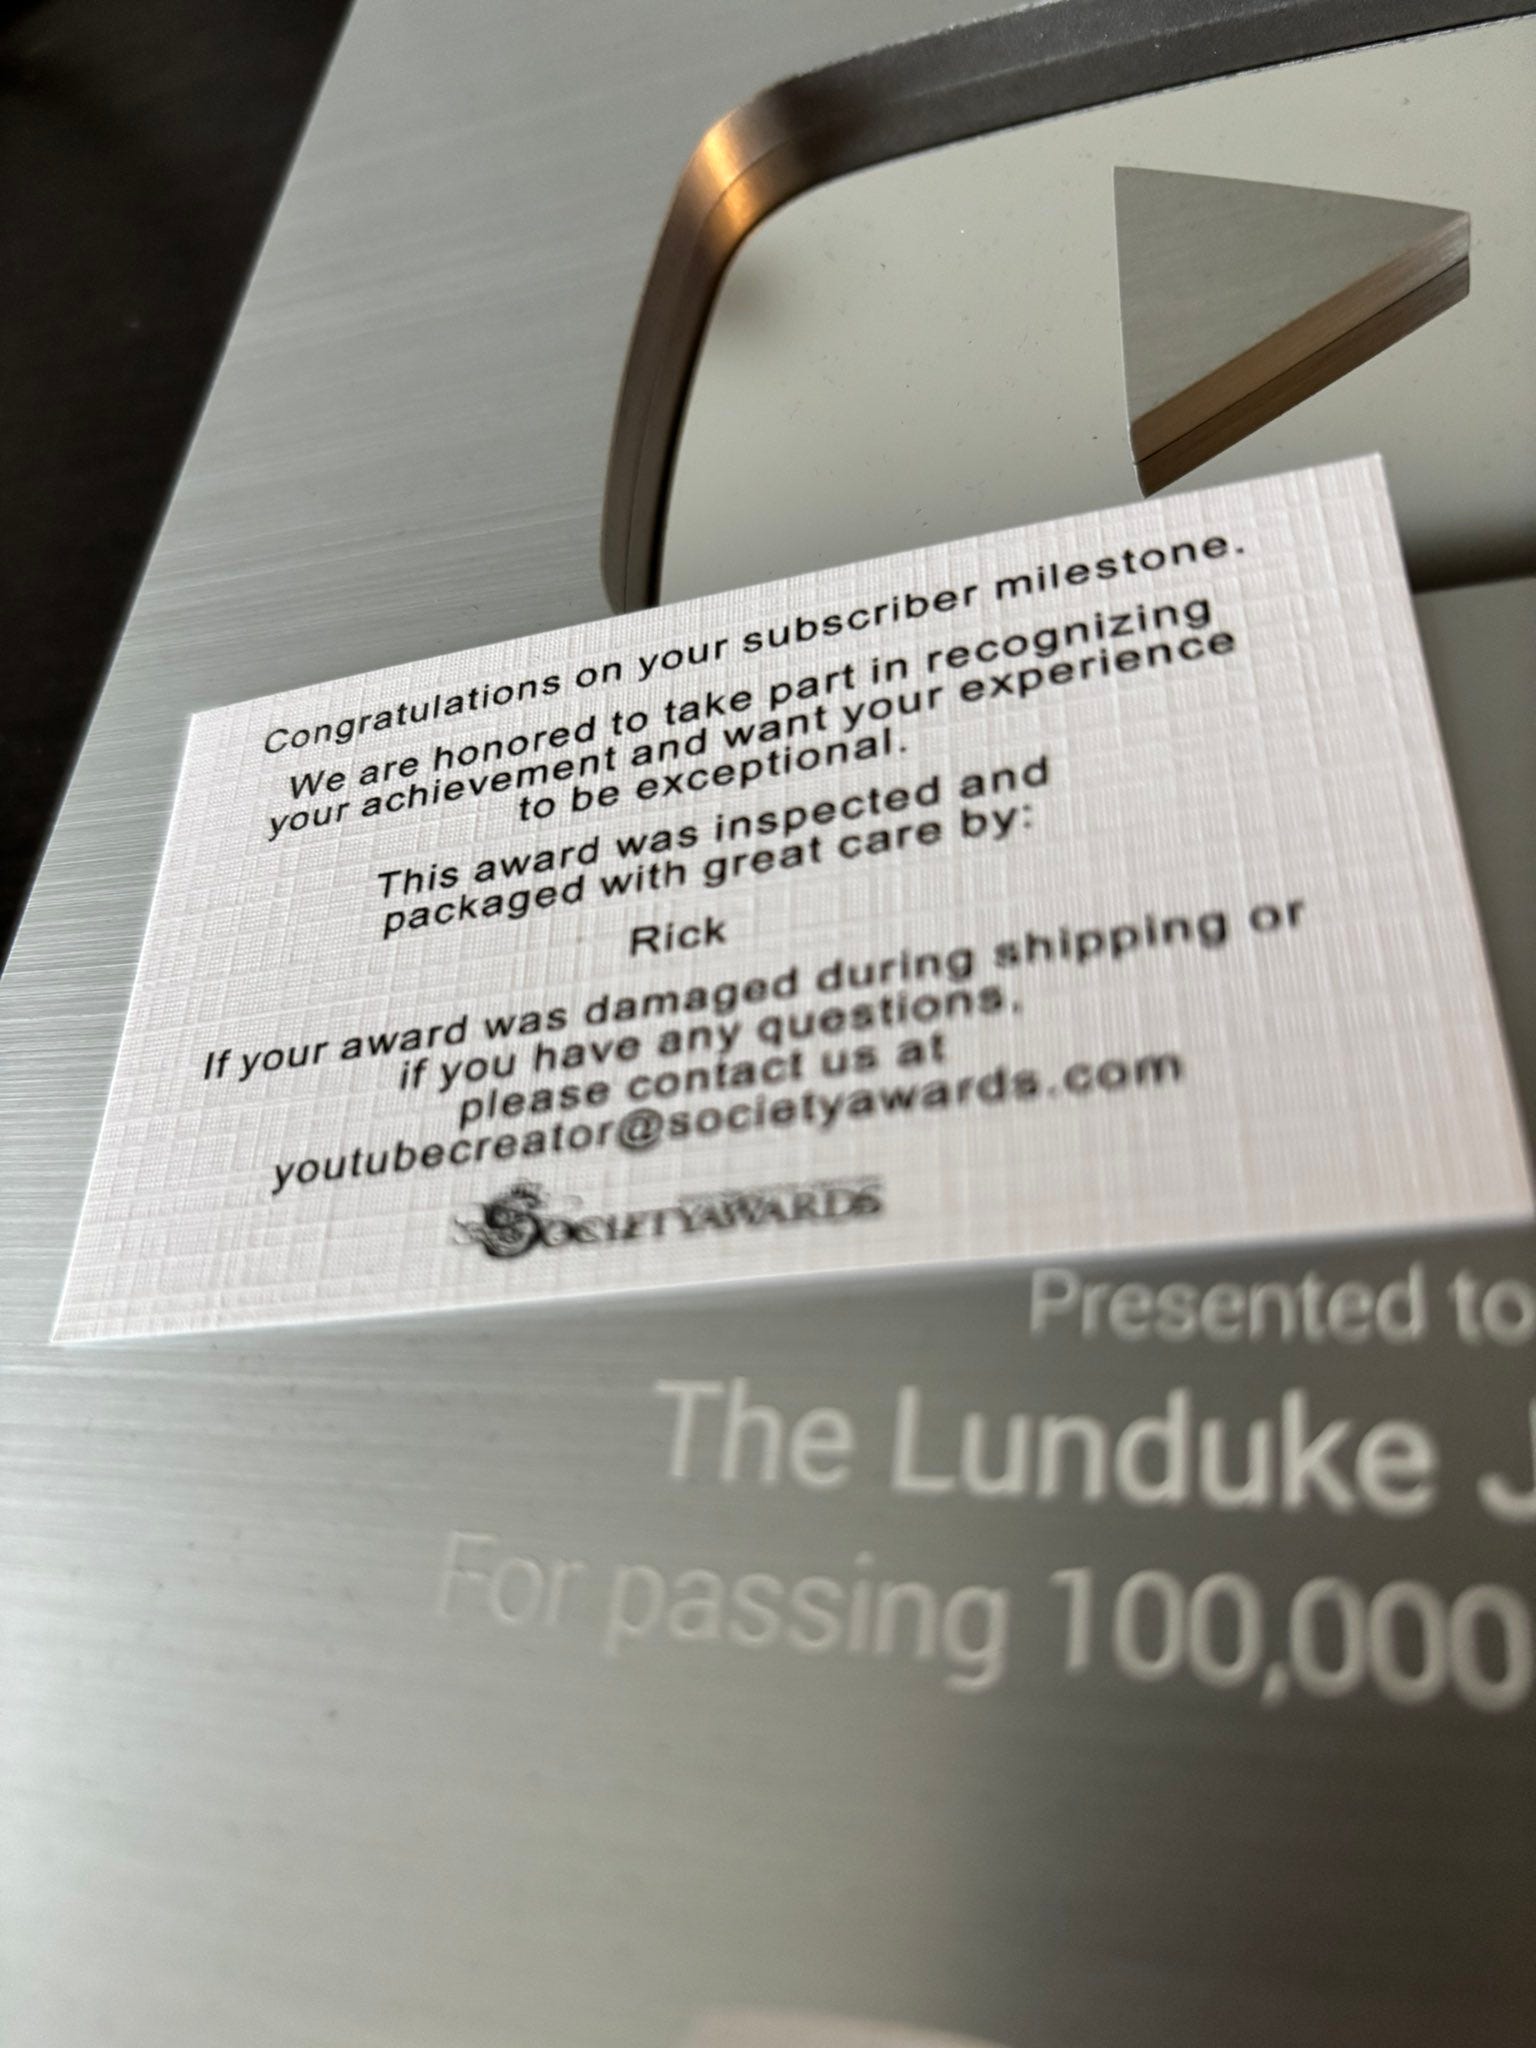 Congratulations on your subscriber milestone.
We are honored to take part in recognizing
your achievement and want your experience
to be exceptional.
This award was inspected and
packaged with great care by:
Rick
If your award was damaged during shipping or
if you have any questions,
please contact us at
youtubecreator@societyawards.com
SOCIETYAWARDS
Presented to
The Lunduke J
For passing 100,000